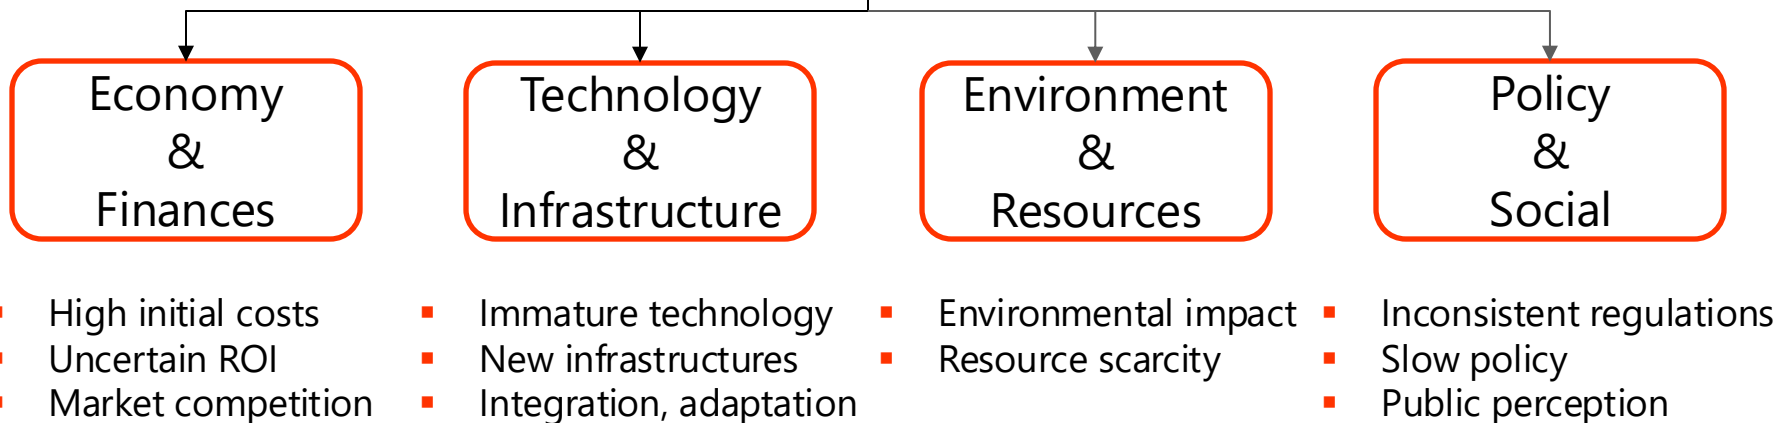 Economy
&
Finances
Technology
&
Infrastructure
Environment
&
Resources
Policy
&
Social
High initial costs
Uncertain ROI
Market competition
Immature technology
New infrastructures
Integration, adaptation
Environmental impact
Resource scarcity
Inconsistent regulations
Slow policy
Public perception